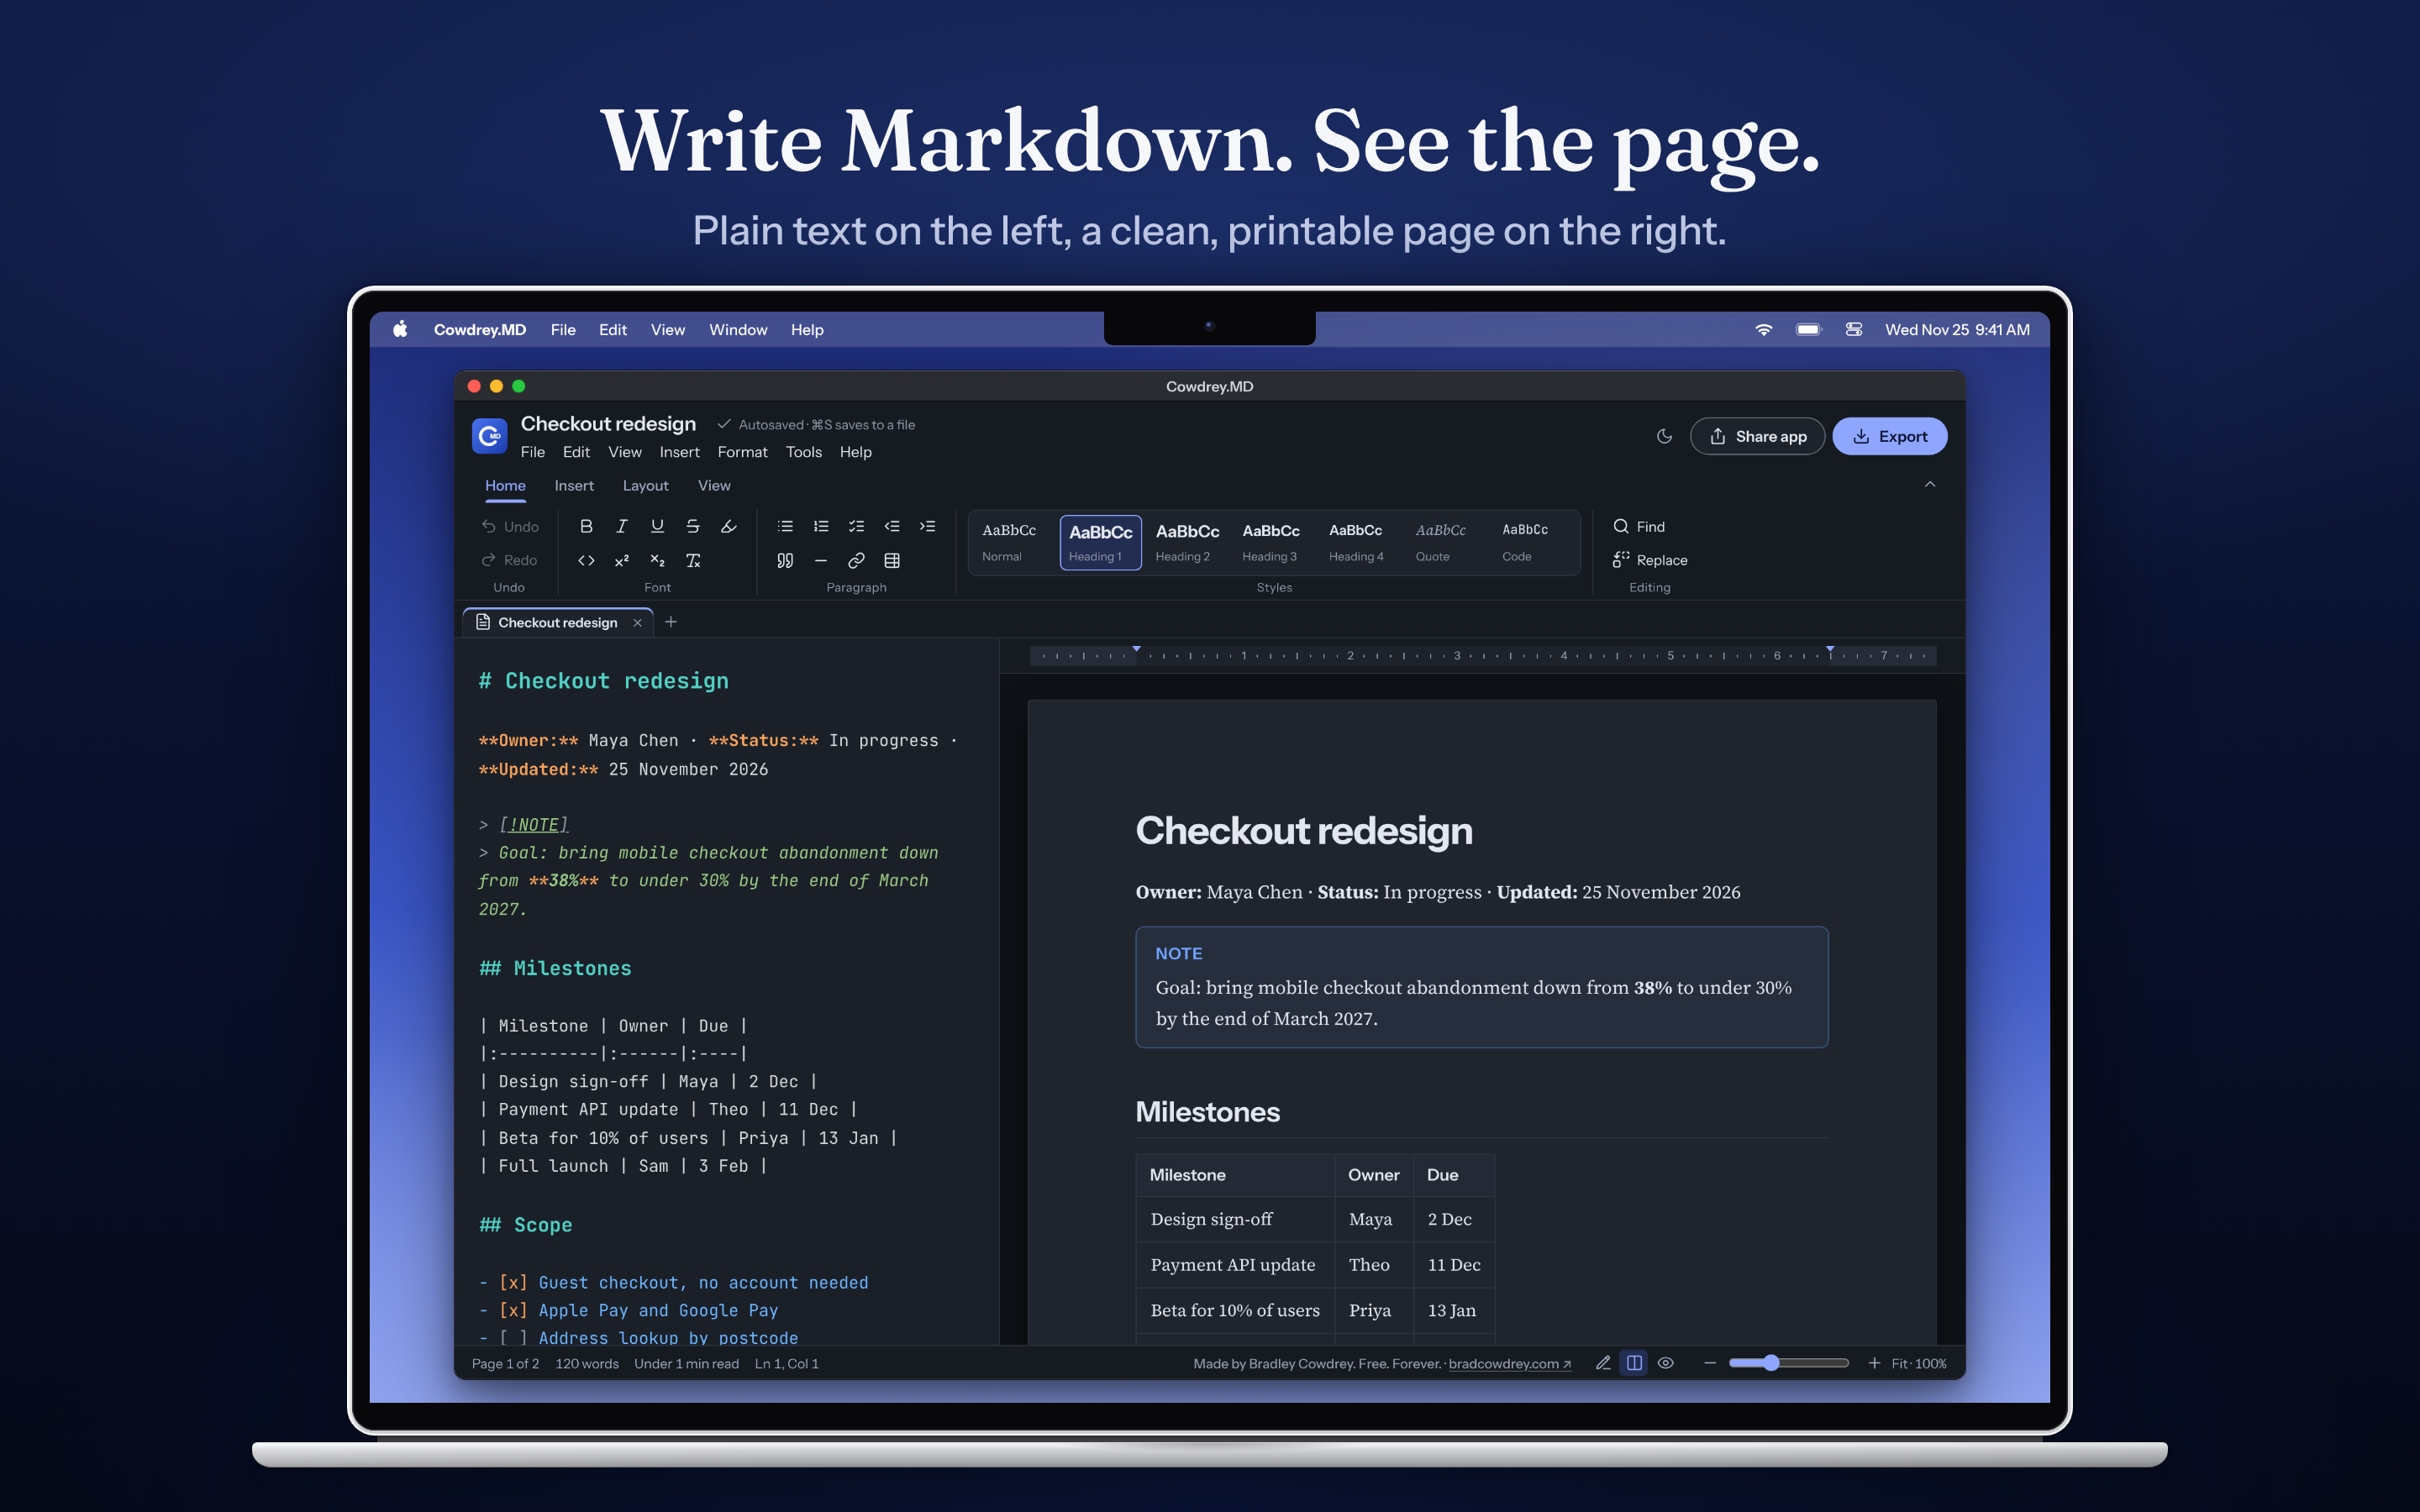 Write Markdown. See the page.
Plain text on the left, a clean, printable page on the right.
Cowdrey.MD File Edit View Window Help
Wed Nov 25 9:41 AM
Cowdrey.MD
C MD
Checkout redesign
Autosaved · ⌘S saves to a file
File Edit View Insert Format Tools Help
Share app
Export
Home Insert Layout View
Undo
Redo
Undo
B I U S
<> x² x₂ Tx
Font
Paragraph
AaBbCc AaBbCc AaBbCc AaBbCc AaBbCc AaBbCc AaBbCc
Normal Heading 1 Heading 2 Heading 3 Heading 4 Quote Code
Styles
Find
Replace
Editing
Checkout redesign
# Checkout redesign
**Owner:** Maya Chen · **Status:** In progress ·
**Updated:** 25 November 2026
> [!NOTE]
> Goal: bring mobile checkout abandonment down
from **38%** to under 30% by the end of March
2027.
## Milestones
| Milestone | Owner | Due |
|:----------|:------|:----|
| Design sign-off | Maya | 2 Dec |
| Payment API update | Theo | 11 Dec |
| Beta for 10% of users | Priya | 13 Jan |
| Full launch | Sam | 3 Feb |
## Scope
- [x] Guest checkout, no account needed
- [x] Apple Pay and Google Pay
- [ ] Address lookup by postcode
1 2 3 4 5 6 7
Checkout redesign
Owner: Maya Chen · Status: In progress · Updated: 25 November 2026
NOTE
Goal: bring mobile checkout abandonment down from 38% to under 30%
by the end of March 2027.
Milestones
Milestone Owner Due
Design sign-off Maya 2 Dec
Payment API update Theo 11 Dec
Beta for 10% of users Priya 13 Jan
Page 1 of 2 120 words Under 1 min read Ln 1, Col 1
Made by Bradley Cowdrey. Free. Forever. · bradcowdrey.com ↗
Fit · 100%